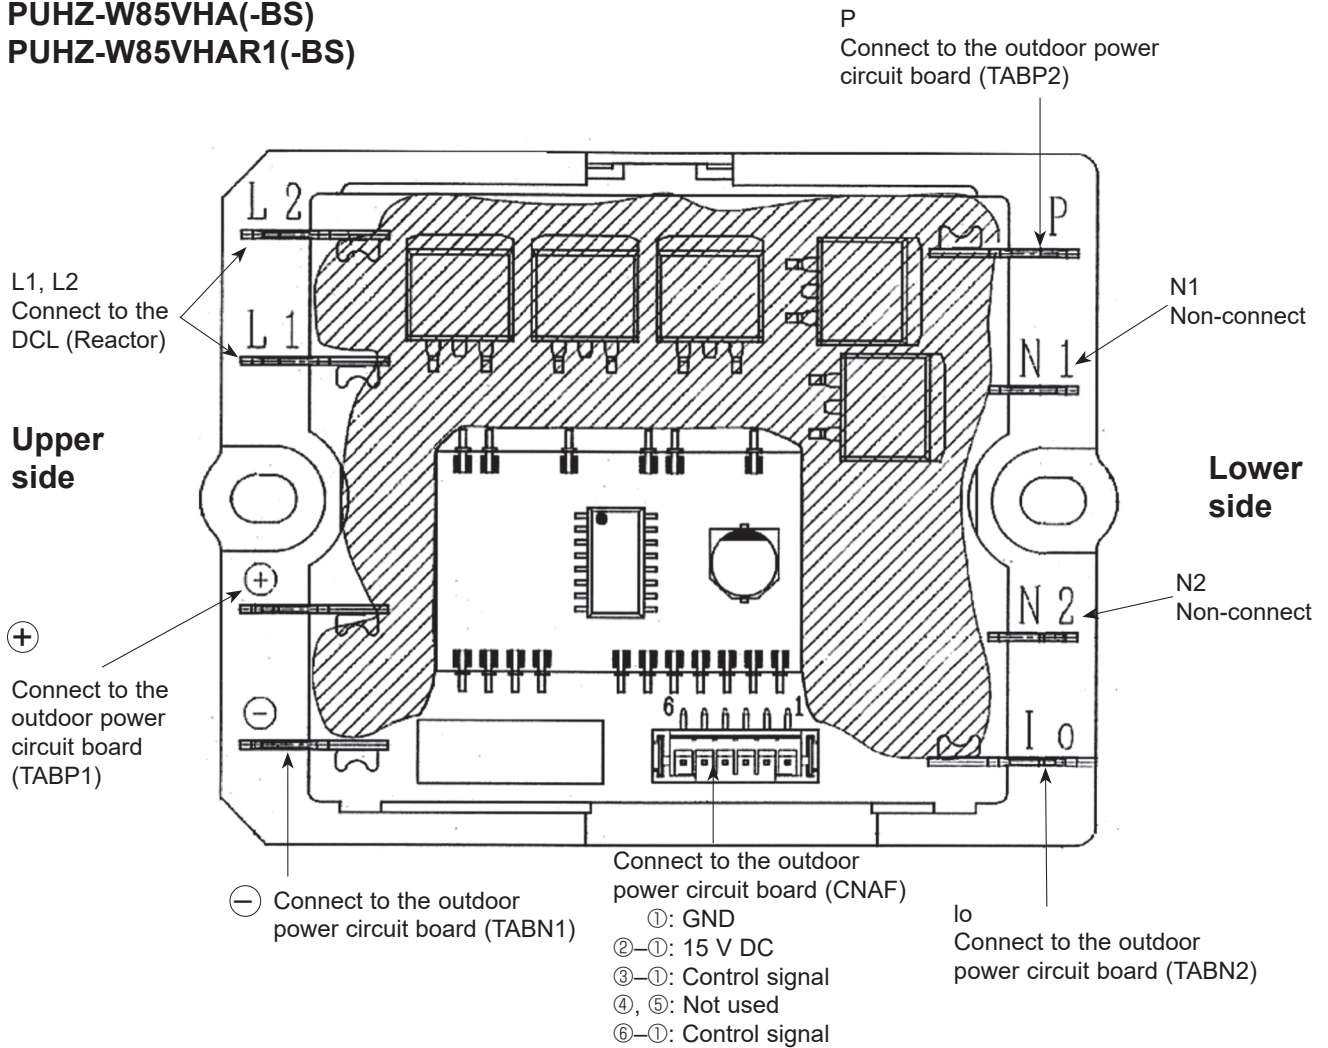 PUHZ-W85VHA(-BS)
PUHZ-W85VHAR1(-BS)
P
Connect to the outdoor power
circuit board (TABP2)
L 2
P
L1, L2
Connect to the
DCL (Reactor)
L 1
N1
Non-connect
N 1
Upper
side
Lower
side
+
N 2
N2
Non-connect
+
Connect to the
outdoor power
circuit board
(TABP1)
−
6
1
I o
− Connect to the outdoor
power circuit board (TABN1)
Connect to the outdoor
power circuit board (CNAF)
①: GND
②–①: 15 V DC
③–①: Control signal
④, ⑤: Not used
⑥–①: Control signal
Io
Connect to the outdoor
power circuit board (TABN2)